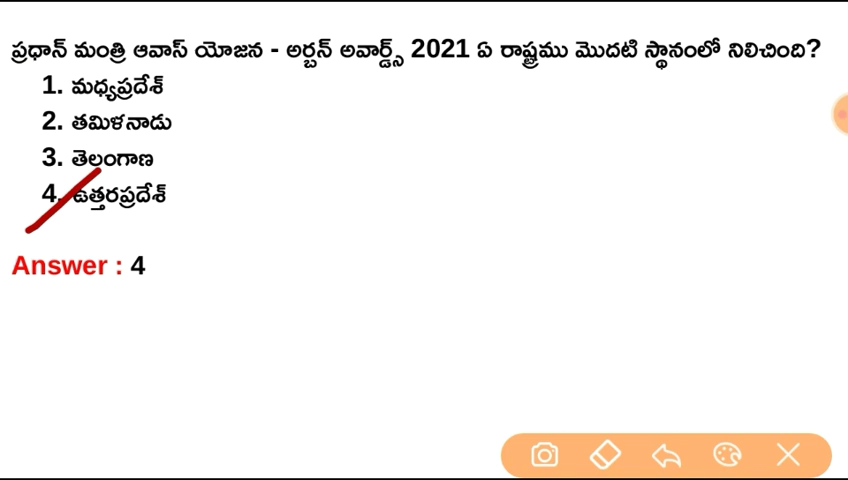 ప్రధాన్ మంత్రి ఆవాస్ యోజన - అర్బన్ అవార్డ్స్ 2021 ఏ రాష్ట్రము మొదటి స్థానంలో నిలిచింది?
1. మధ్యప్రదేశ్
2. తమిళనాడు
3. తెలంగాణ
4. ఉత్తరప్రదేశ్
Answer : 4